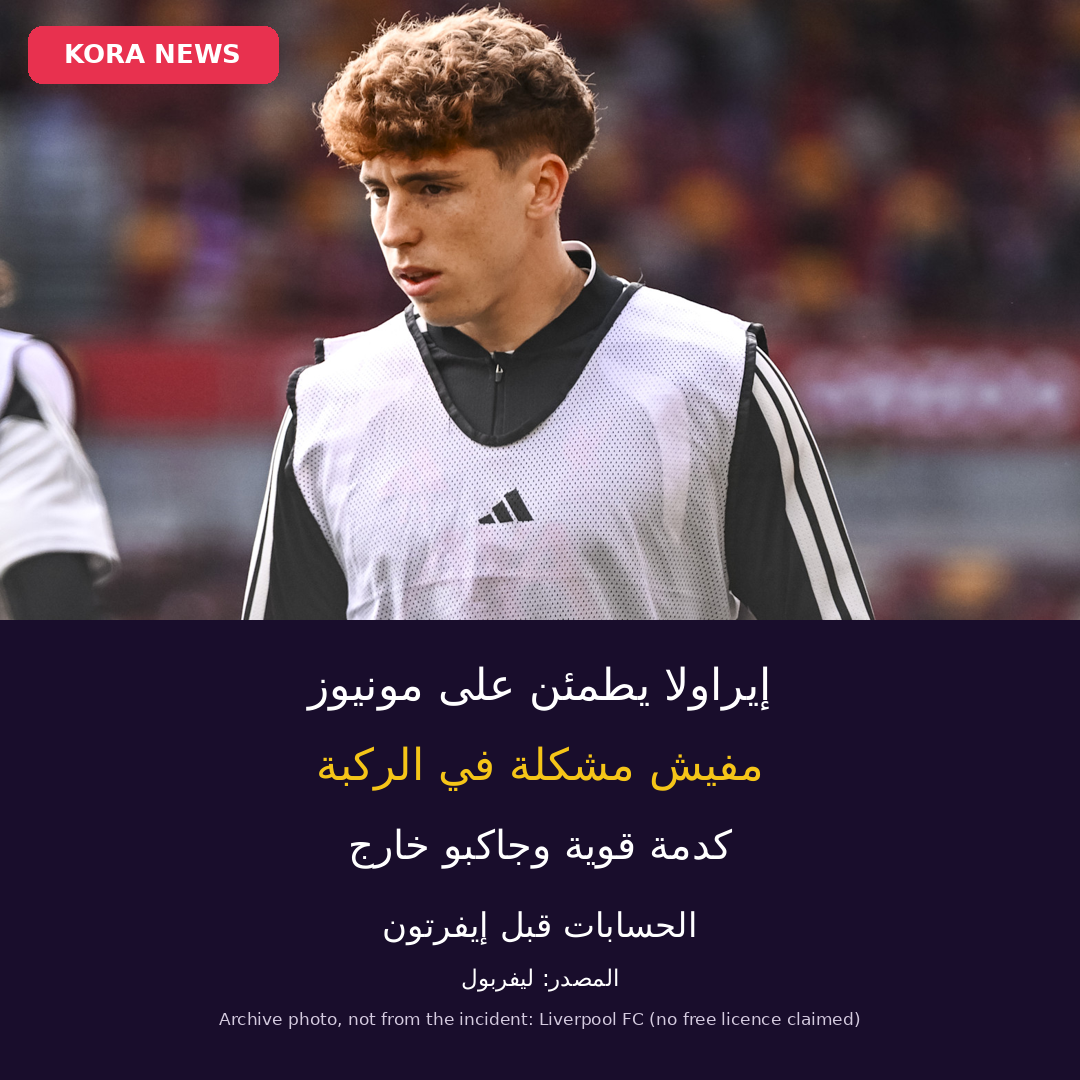 KORA NEWS
إيراولا يطمئن على مونيوز
مفيش مشكلة في الركبة
كدمة قوية وجاكبو خارج
الحسابات قبل إيفرتون
المصدر: ليفربول
Archive photo, not from the incident: Liverpool FC (no free licence claimed)